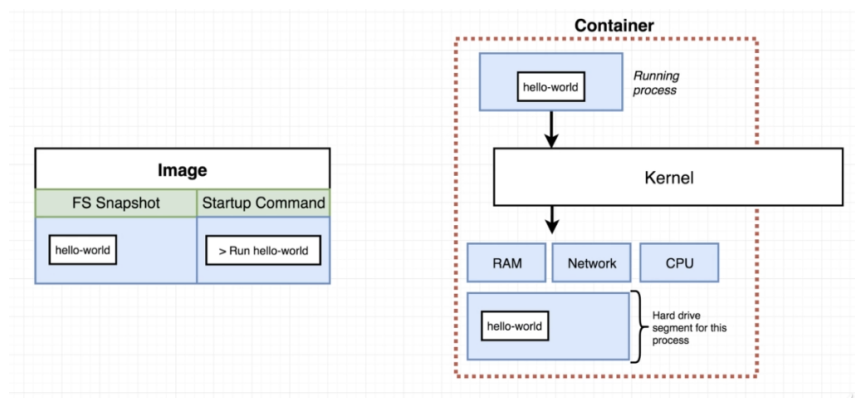 Container
hello-world
Running
process
Image
FS Snapshot
Startup Command
hello-world
> Run hello-world
Kernel
RAM
Network
CPU
hello-world
Hard drive
segment for this
process